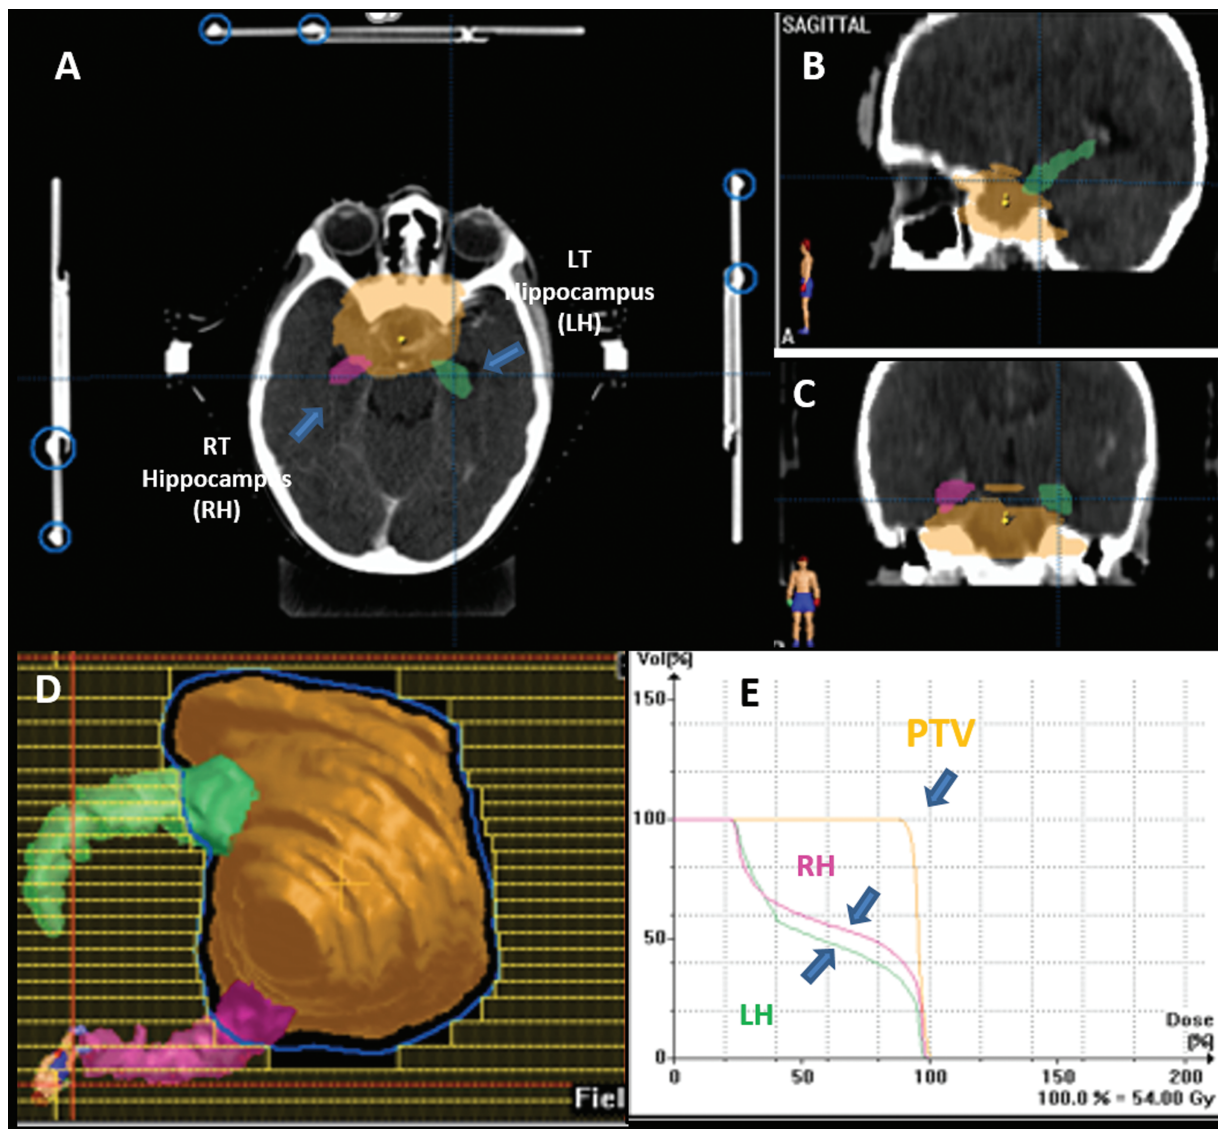 A
LT
Hippocampus
(LH)
RT
Hippocampus
(RH)
SAGITTAL
B
A
C
D
Fiel
E
Vol[%]
150
100
50
0
PTV
RH
LH
Dose
[%]
0 50 100 150 200
100.0 % = 54.00 Gy